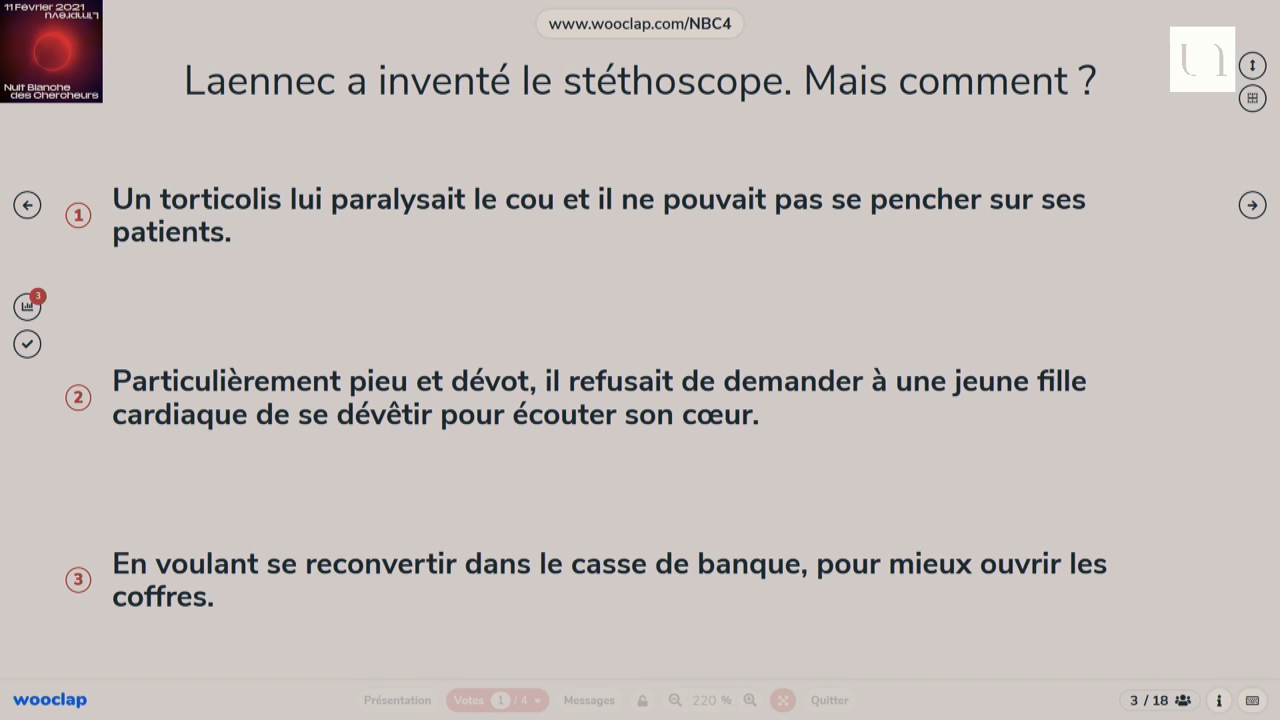 11 Février 2021
L'Imprévu
Nuit Blanche
des Chercheurs
www.wooclap.com/NBC4
Laennec a inventé le stéthoscope. Mais comment ?
1 Un torticolis lui paralysait le cou et il ne pouvait pas se pencher sur ses
patients.
3
2 Particulièrement pieu et dévot, il refusait de demander à une jeune fille
cardiaque de se dévêtir pour écouter son cœur.
3 En voulant se reconvertir dans le casse de banque, pour mieux ouvrir les
coffres.
wooclap Présentation Votes 1 / 4 Messages 220 % Quitter 3 / 18